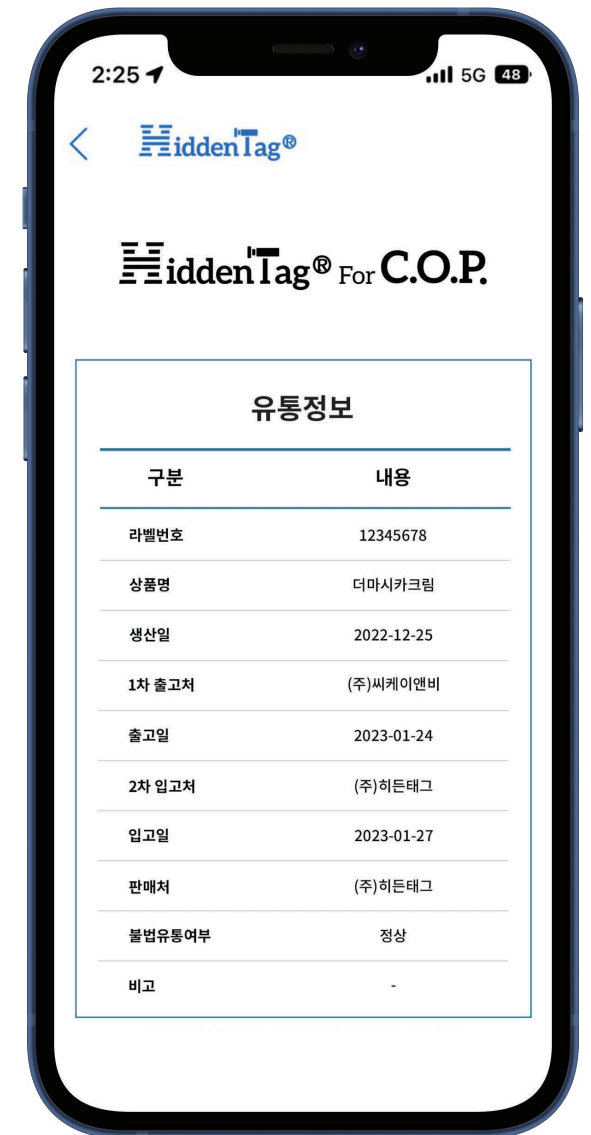 2:25 5G 48
HiddenTag®
HiddenTag® For C.O.P.
유통정보
구분 내용
라벨번호 12345678
상품명 더마시카크림
생산일 2022-12-25
1차 출고처 (주)씨케이앤비
출고일 2023-01-24
2차 입고처 (주)히든태그
입고일 2023-01-27
판매처 (주)히든태그
불법유통여부 정상
비고 -